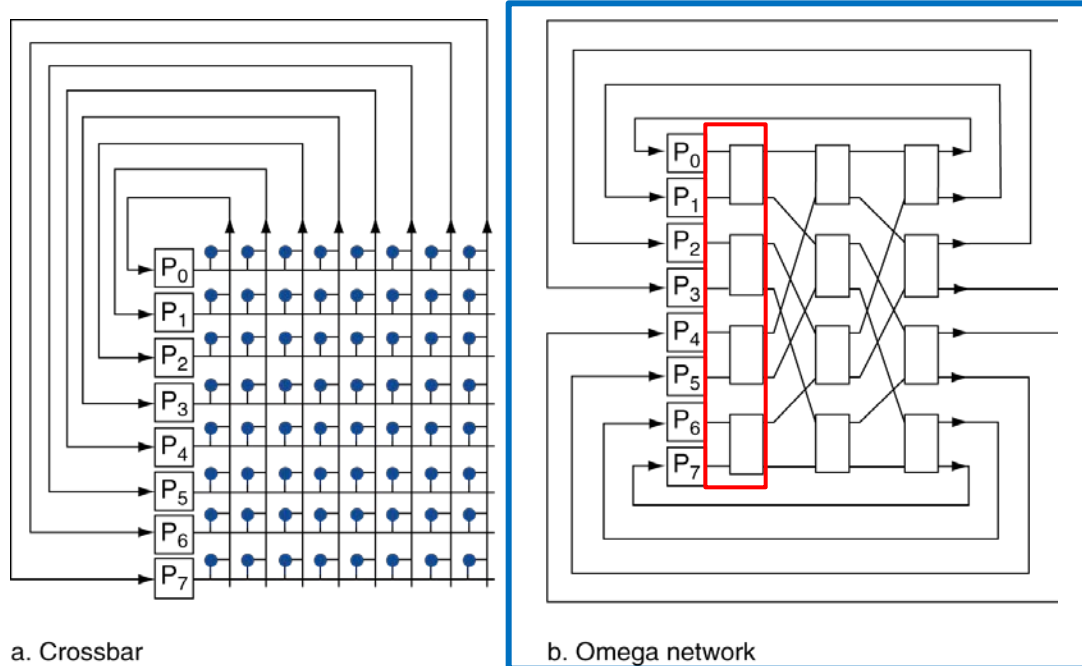 P0
P1
P2
P3
P4
P5
P6
P7
a. Crossbar
P0
P1
P2
P3
P4
P5
P6
P7
b. Omega network